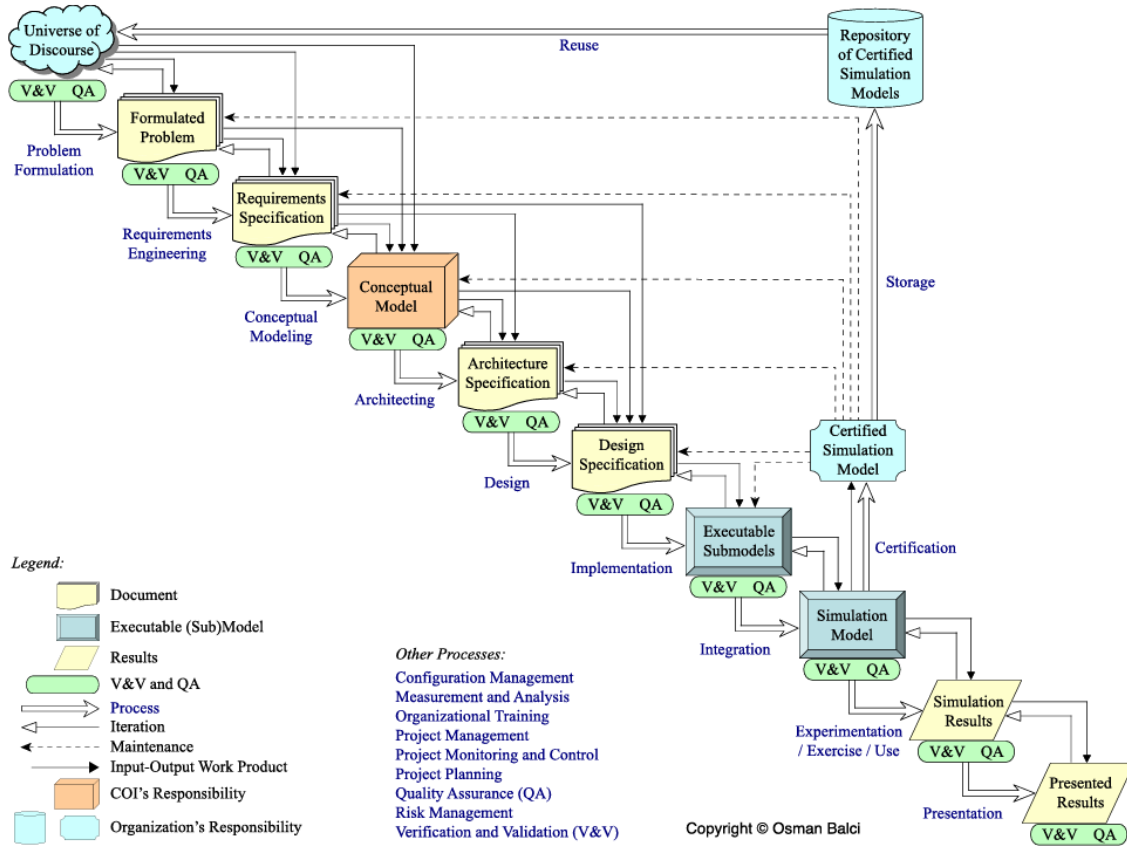 Universe of
Discourse
Repository
of Certified
Simulation
Models
Reuse
V&V QA
Formulated
Problem
Problem
Formulation
V&V QA
Requirements
Specification
Requirements
Engineering
V&V QA
Conceptual
Model
Storage
Conceptual
Modeling
V&V QA
Architecture
Specification
Architecting
V&V QA
Certified
Simulation
Model
Design
Specification
Design
V&V QA
Executable
Submodels
Certification
Implementation
V&V QA
Simulation
Model
Integration
V&V QA
Simulation
Results
Experimentation
/ Exercise / Use
V&V QA
Presented
Results
Presentation
V&V QA
Legend:
Document
Executable (Sub)Model
Results
V&V QA
V&V and QA
Process
Iteration
Maintenance
Input-Output Work Product
COI's Responsibility
Organization's Responsibility
Other Processes:
Configuration Management
Measurement and Analysis
Organizational Training
Project Management
Project Monitoring and Control
Project Planning
Quality Assurance (QA)
Risk Management
Verification and Validation (V&V)
Copyright © Osman Balci